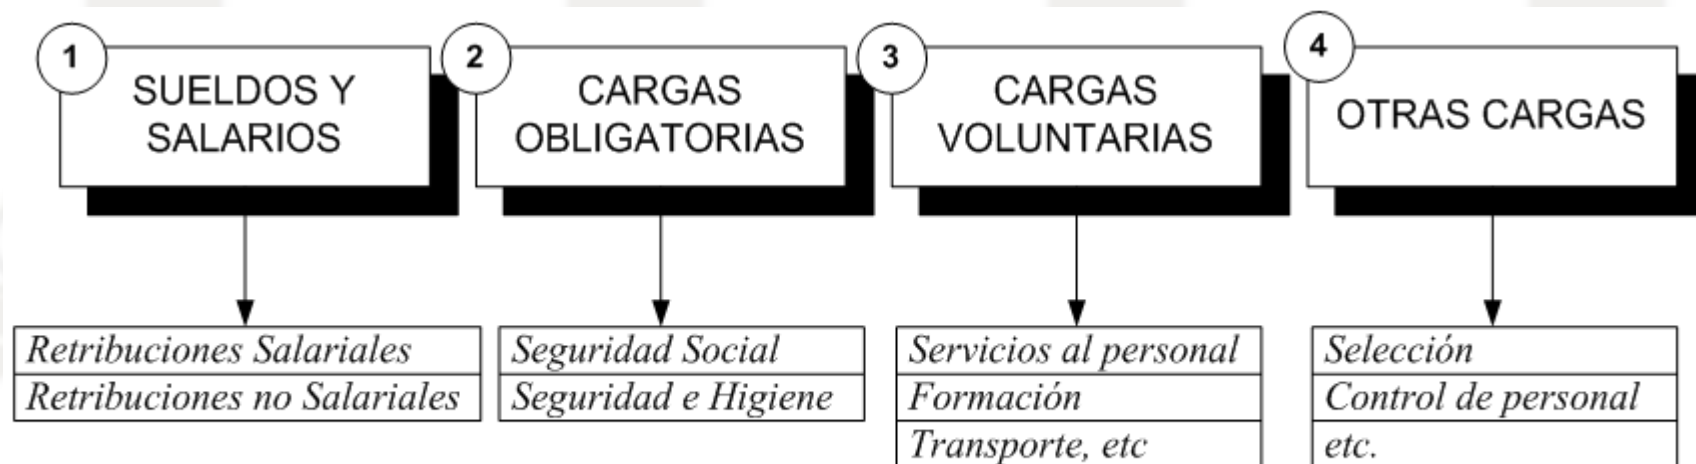 1
SUELDOS Y
SALARIOS
Retribuciones Salariales
Retribuciones no Salariales
2
CARGAS
OBLIGATORIAS
Seguridad Social
Seguridad e Higiene
3
CARGAS
VOLUNTARIAS
Servicios al personal
Formación
Transporte, etc
4
OTRAS CARGAS
Selección
Control de personal
etc.